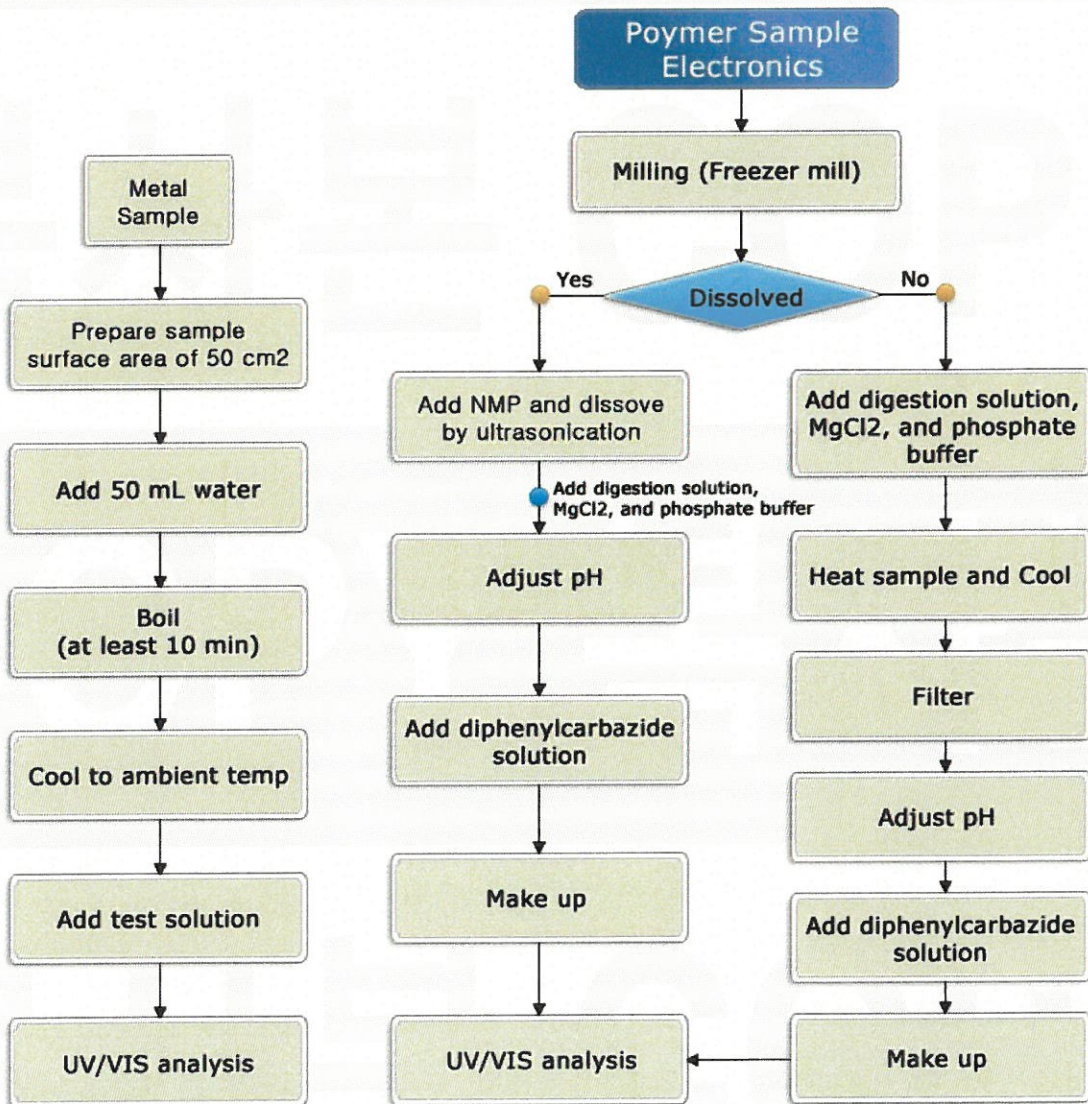 Poymer Sample
Electronics
Milling (Freezer mill)
Dissolved
Yes
No
Metal
Sample
Prepare sample
surface area of 50 cm2
Add 50 mL water
Boil
(at least 10 min)
Cool to ambient temp
Add test solution
UV/VIS analysis
Add NMP and dissove
by ultrasonication
Add digestion solution,
MgCl2, and phosphate buffer
Adjust pH
Add diphenylcarbazide
solution
Make up
UV/VIS analysis
Add digestion solution,
MgCl2, and phosphate
buffer
Heat sample and Cool
Filter
Adjust pH
Add diphenylcarbazide
solution
Make up